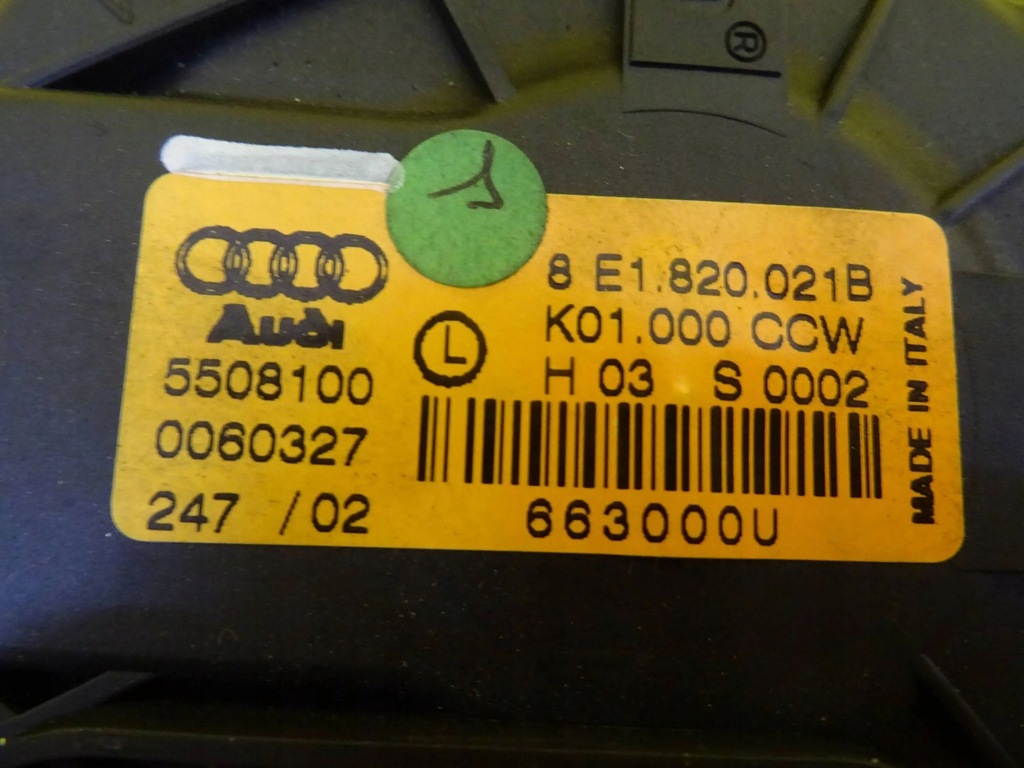 ®
Audi
5508100
0060327
247 /02
L
8 E1.820.021B
K01.000 CCW
H 03 S 0002
663000U
MADE IN ITALY